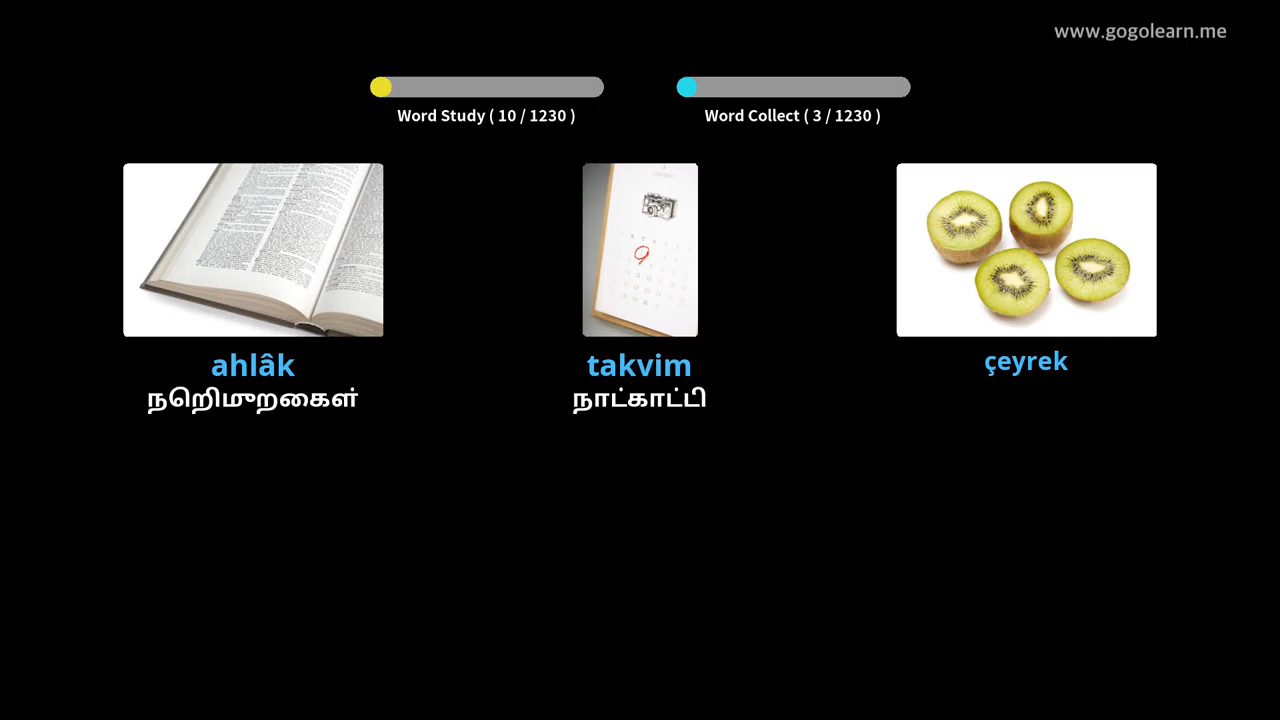 www.gogolearn.me
Word Study ( 10 / 1230 )
Word Collect ( 3 / 1230 )
ahlâk
takvim
çeyrek
நெறிமுறைகள்
நாட்காட்டி